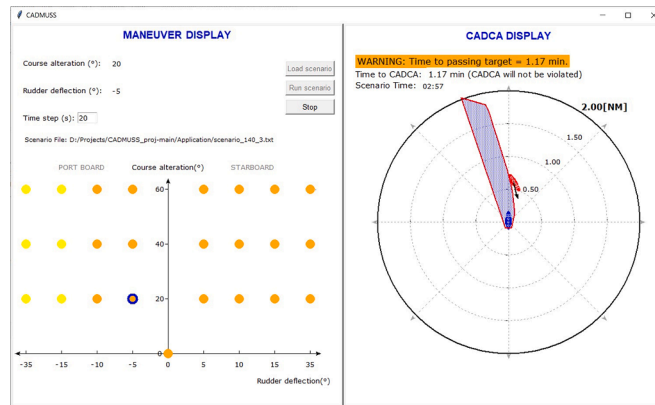 CADMUSS
MANEUVER DISPLAY
Course alteration (°): 20
Rudder deflection (°): -5
Time step (s): 20
Load scenario
Run scenario
Stop
Scenario File: D:/Projects/CADMUSS_proj-main/Application/scenario_140_3.txt
PORT BOARD Course alteration(°) STARBOARD
60
40
20
0
-35 -15 -10 -5 0 5 10 15 35
Rudder deflection(°)
CADCA DISPLAY
WARNING: Time to passing target = 1.17 min.
Time to CADCA: 1.17 min (CADCA will not be violated)
Scenario Time: 02:57
2.00[NM]
1.50
1.00
0.50